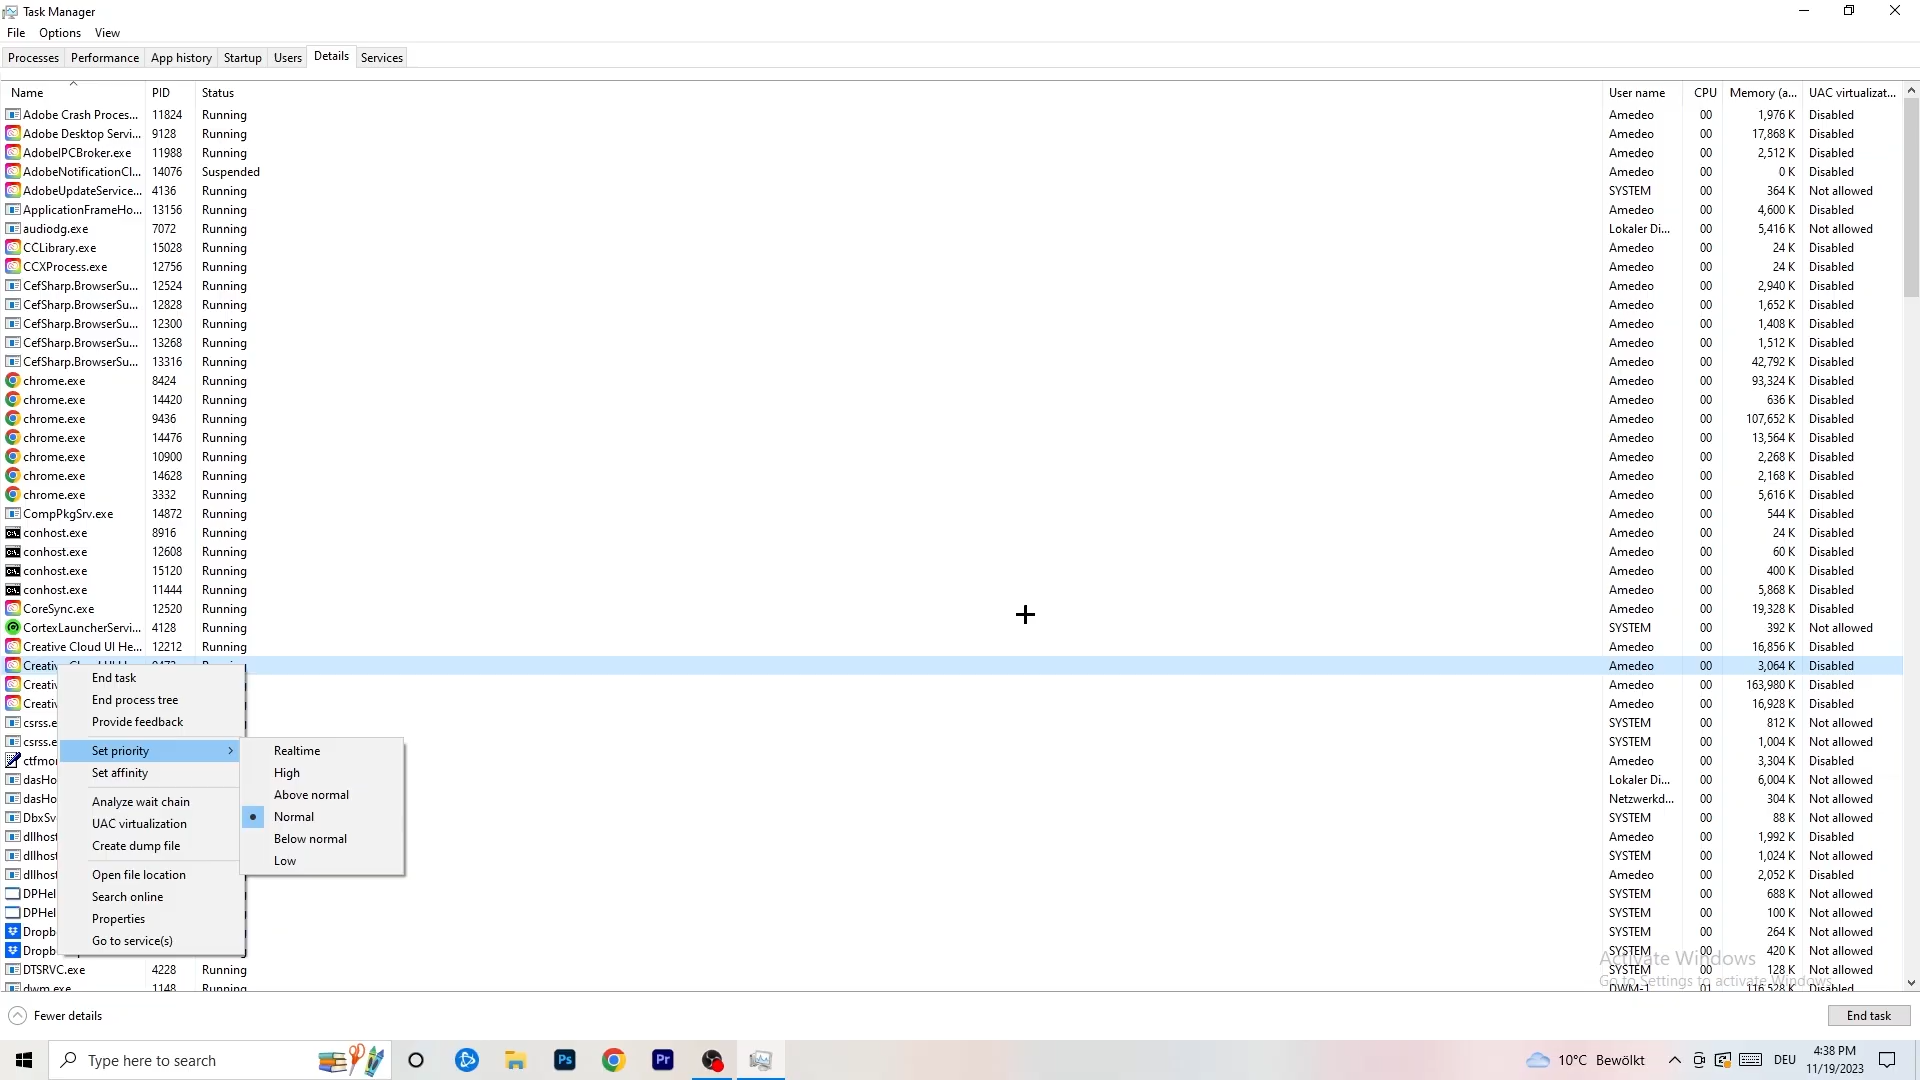 Task Manager
File Options View
Processes Performance App history Startup Users Details Services
Name PID Status User name CPU Memory (a... UAC virtualizat...
Adobe Crash Proces... 11824 Running Amedeo 00 1,976 K Disabled
Adobe Desktop Servi... 9128 Running Amedeo 00 17,868 K Disabled
AdobeIPCBroker.exe 11988 Running Amedeo 00 2,512 K Disabled
AdobeNotificationCl... 14076 Suspended Amedeo 00 0 K Disabled
AdobeUpdateService... 4136 Running SYSTEM 00 364 K Not allowed
ApplicationFrameHo... 13156 Running Amedeo 00 4,600 K Disabled
audiodg.exe 7072 Running Lokaler Di... 00 5,416 K Not allowed
CCLibrary.exe 15028 Running Amedeo 00 24 K Disabled
CCXProcess.exe 12756 Running Amedeo 00 24 K Disabled
CefSharp.BrowserSu... 12524 Running Amedeo 00 2,940 K Disabled
CefSharp.BrowserSu... 12828 Running Amedeo 00 1,652 K Disabled
CefSharp.BrowserSu... 12300 Running Amedeo 00 1,408 K Disabled
CefSharp.BrowserSu... 13268 Running Amedeo 00 1,512 K Disabled
CefSharp.BrowserSu... 13316 Running Amedeo 00 42,792 K Disabled
chrome.exe 8424 Running Amedeo 00 93,324 K Disabled
chrome.exe 14420 Running Amedeo 00 636 K Disabled
chrome.exe 9436 Running Amedeo 00 107,652 K Disabled
chrome.exe 14476 Running Amedeo 00 13,564 K Disabled
chrome.exe 10900 Running Amedeo 00 2,268 K Disabled
chrome.exe 14628 Running Amedeo 00 2,168 K Disabled
chrome.exe 3332 Running Amedeo 00 5,616 K Disabled
CompPkgSrv.exe 14872 Running Amedeo 00 544 K Disabled
conhost.exe 8916 Running Amedeo 00 24 K Disabled
conhost.exe 12608 Running Amedeo 00 60 K Disabled
conhost.exe 15120 Running Amedeo 00 400 K Disabled
conhost.exe 11444 Running Amedeo 00 5,868 K Disabled
CoreSync.exe 12520 Running Amedeo 00 19,328 K Disabled
CortexLauncherServi... 4128 Running SYSTEM 00 392 K Not allowed
Creative Cloud UI He... 12212 Running Amedeo 00 16,856 K Disabled
Creativ Amedeo 00 3,064 K Disabled
Creativ Amedeo 00 163,980 K Disabled
Creativ Amedeo 00 16,928 K Disabled
csrss.e SYSTEM 00 812 K Not allowed
csrss.e SYSTEM 00 1,004 K Not allowed
ctfmo Amedeo 00 3,304 K Disabled
dasHo Lokaler Di... 00 6,004 K Not allowed
dasHo Netzwerkd... 00 304 K Not allowed
DbxSv SYSTEM 00 88 K Not allowed
dllhost Amedeo 00 1,992 K Disabled
dllhost SYSTEM 00 1,024 K Not allowed
dllhost Amedeo 00 2,052 K Disabled
DPHel SYSTEM 00 688 K Not allowed
DPHel SYSTEM 00 100 K Not allowed
Dropb SYSTEM 00 264 K Not allowed
Dropb SYSTEM 00 420 K Not allowed
DTSRVC.exe 4228 Running SYSTEM 00 128 K Not allowed
dwm.exe 1148 Running DWM-1 01 116,528 K Disabled
End task
End process tree
Provide feedback
Set priority
Set affinity
Analyze wait chain
UAC virtualization
Create dump file
Open file location
Search online
Properties
Go to service(s)
Realtime
High
Above normal
Normal
Below normal
Low
Activate Windows
Go to Settings to activate Windows.
Fewer details End task
Type here to search Ps Pr 10°C Bewölkt DEU 4:38 PM
11/19/2023